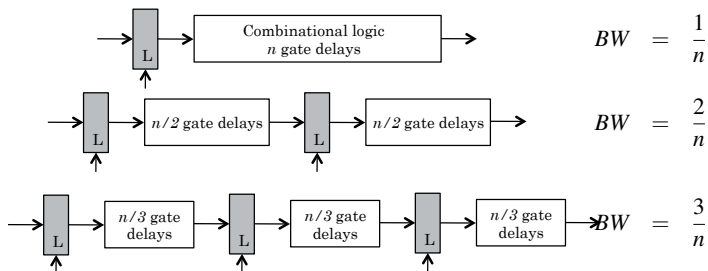 Combinational logic
n gate delays
L
BW = 1/n
n/2 gate delays
n/2 gate delays
L
L
BW = 2/n
n/3 gate
delays
n/3 gate
delays
n/3 gate
delays
L
L
L
BW = 3/n